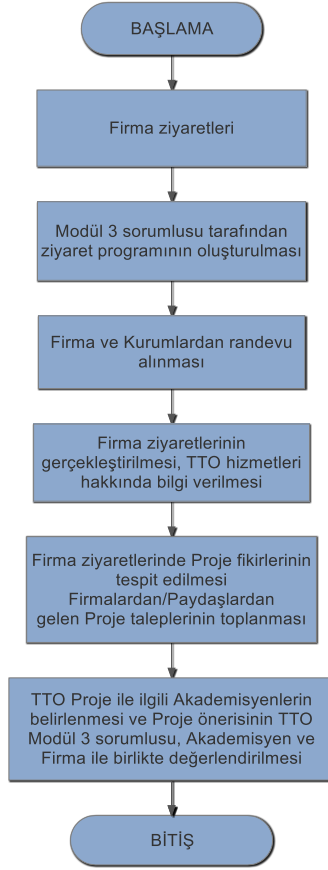 BAŞLAMA
Firma ziyaretleri
Modül 3 sorumlusu tarafından
ziyaret programının oluşturulması
Firma ve Kurumlardan randevu
alınması
Firma ziyaretlerinin
gerçekleştirilmesi, TTO hizmetleri
hakkında bilgi verilmesi
Firma ziyaretlerinde Proje fikirlerinin
tespit edilmesi
Firmalardan/Paydaşlardan
gelen Proje taleplerinin toplanması
TTO Proje ile ilgili Akademisyenlerin
belirlenmesi ve Proje önerisinin TTO
Modül 3 sorumlusu, Akademisyen ve
Firma ile birlikte değerlendirilmesi
BİTİŞ